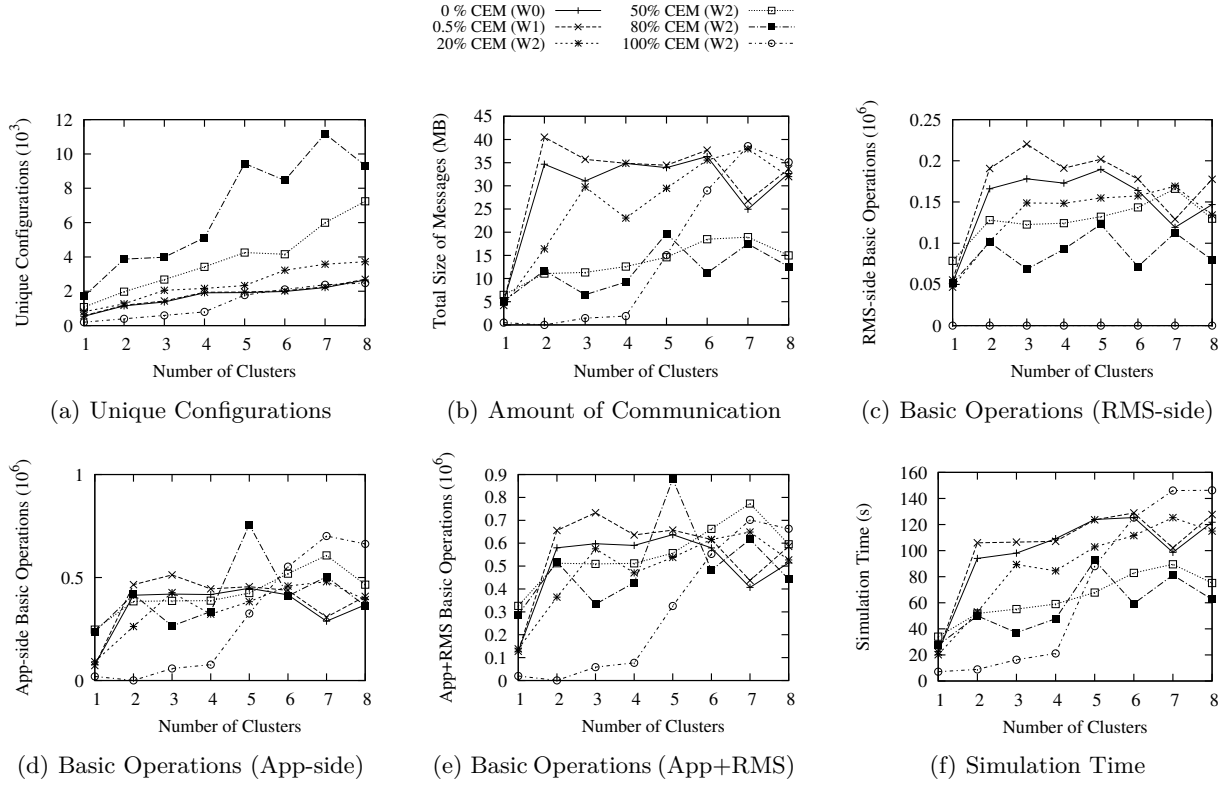 0 % CEM (W0)
0.5% CEM (W1)
20% CEM (W2)
50% CEM (W2)
80% CEM (W2)
100% CEM (W2)
Unique Configurations (10³)
12
10
8
6
4
2
0
1 2 3 4 5 6 7 8
Number of Clusters
(a) Unique Configurations
Total Size of Messages (MB)
45
40
35
30
25
20
15
10
5
0
1 2 3 4 5 6 7 8
Number of Clusters
(b) Amount of Communication
RMS-side Basic Operations (10⁶)
0.25
0.2
0.15
0.1
0.05
0
1 2 3 4 5 6 7 8
Number of Clusters
(c) Basic Operations (RMS-side)
App-side Basic Operations (10⁶)
1
0.5
0
1 2 3 4 5 6 7 8
Number of Clusters
(d) Basic Operations (App-side)
App+RMS Basic Operations (10⁶)
0.9
0.8
0.7
0.6
0.5
0.4
0.3
0.2
0.1
0
1 2 3 4 5 6 7 8
Number of Clusters
(e) Basic Operations (App+RMS)
Simulation Time (s)
160
140
120
100
80
60
40
20
0
1 2 3 4 5 6 7 8
Number of Clusters
(f) Simulation Time